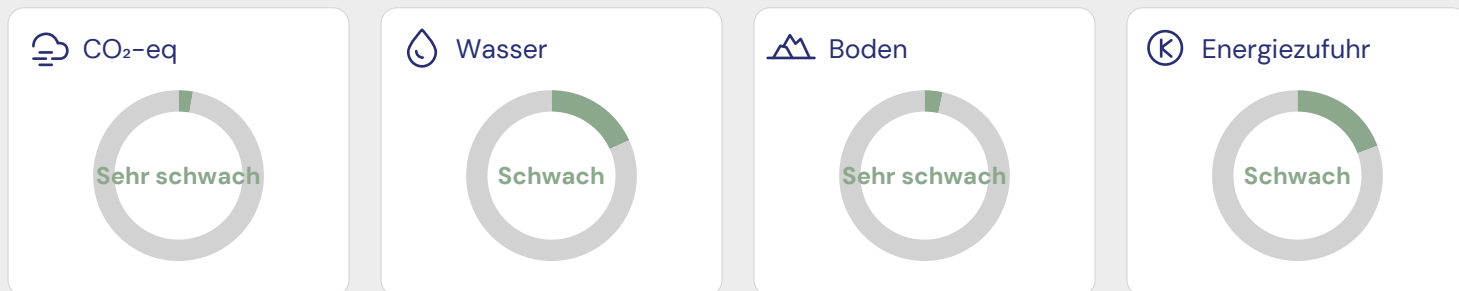 CO₂-eq
Sehr schwach
Wasser
Schwach
Boden
Sehr schwach
Energiezufuhr
Schwach